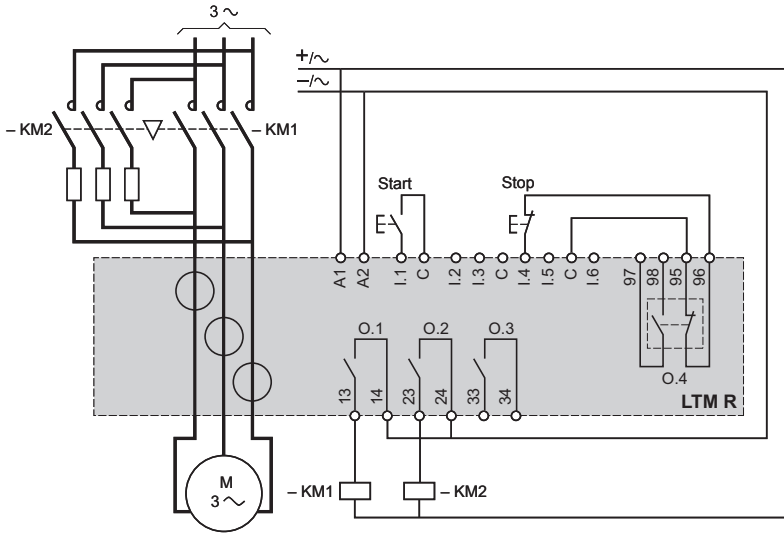 3 ~
+/~
–/~
– KM2
– KM1
Start
Stop
A1
A2
I.1
C
I.2
I.3
C
I.4
I.5
C
I.6
97
98
95
96
O.1
O.2
O.3
O.4
13
14
23
24
33
34
LTM R
M
3 ~
– KM1
– KM2